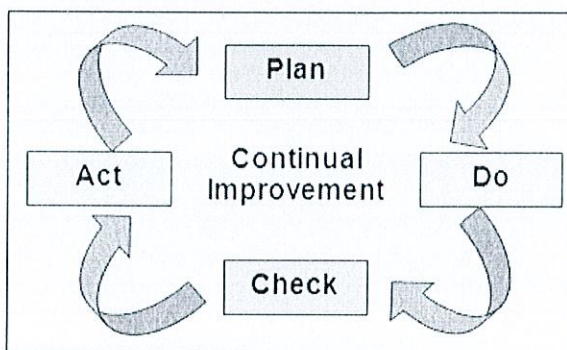 Plan
Act
Continual
Improvement
Do
Check